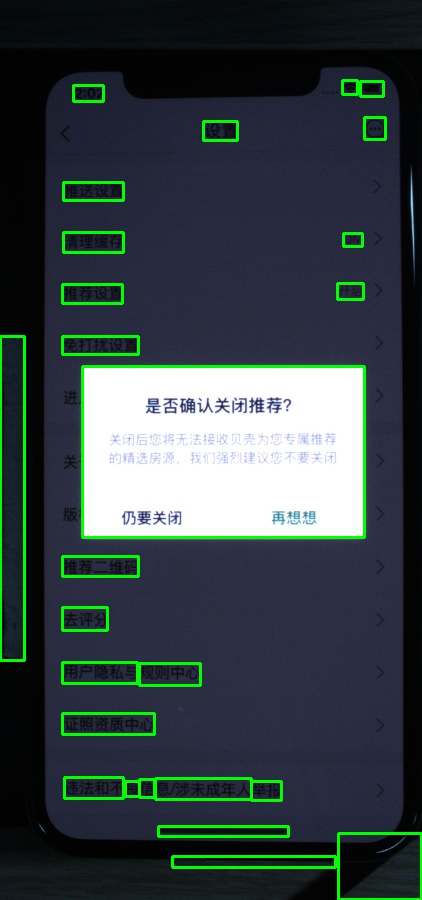 2:02
设置
推送设置
清理缓存
推荐设置
免打扰设置
是否确认关闭推荐?
关闭后您将无法接收贝壳为您专属推荐
的精选房源，我们强烈建议您不要关闭
仍要关闭 再想想
推荐二维码
去评分
用户隐私与规则中心
证照资质中心
违法和不良信息/涉未成年人举报